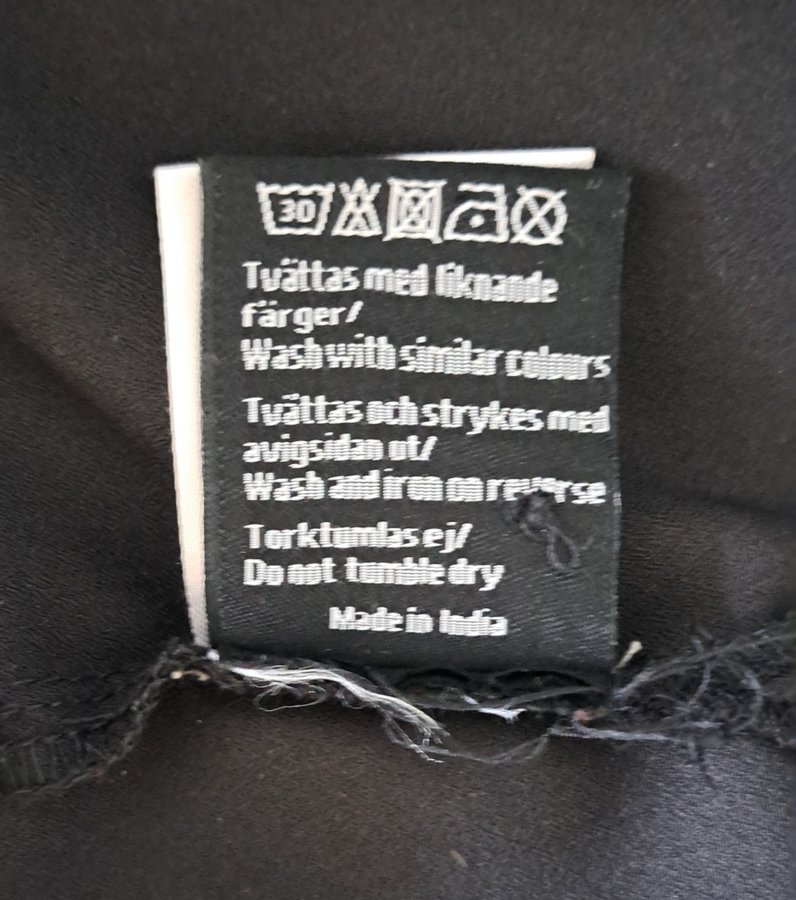 30
Tvättas med liknande
färger/
Wash with similar colours
Tvättas och strykes med
avigsidan ut/
Wash and iron on reverse
Torktumlas ej/
Do not tumble dry
Made in India